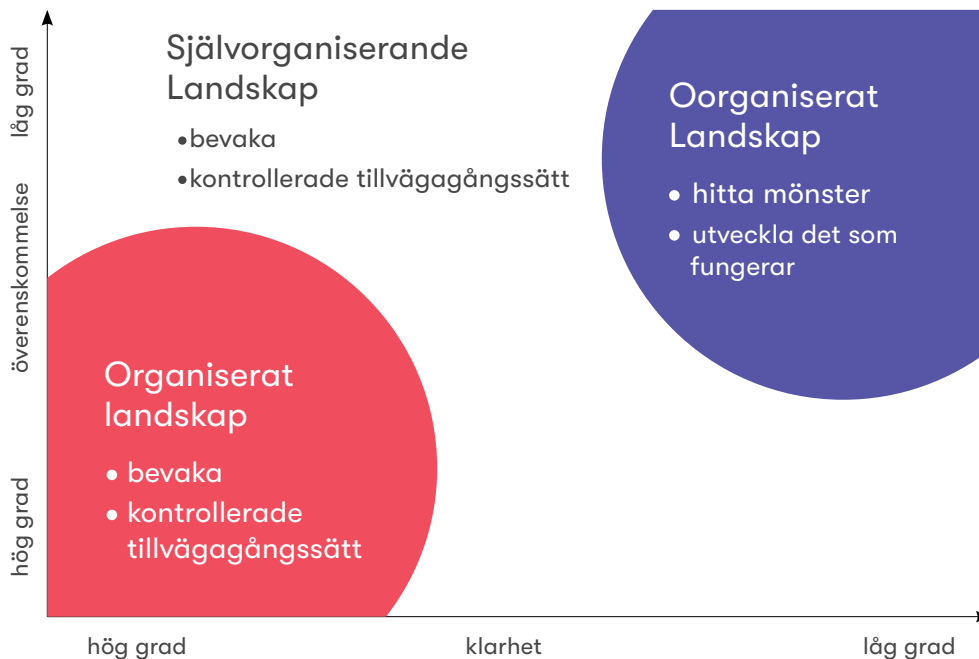 låg grad
överenskommelse
hög grad
Självorganiserande
Landskap
•bevaka
•kontrollerade tillvägagångssätt
Oorganiserat
Landskap
• hitta mönster
• utveckla det som
fungerar
Organiserat
landskap
• bevaka
• kontrollerade
tillvägagångssätt
hög grad
klarhet
låg grad